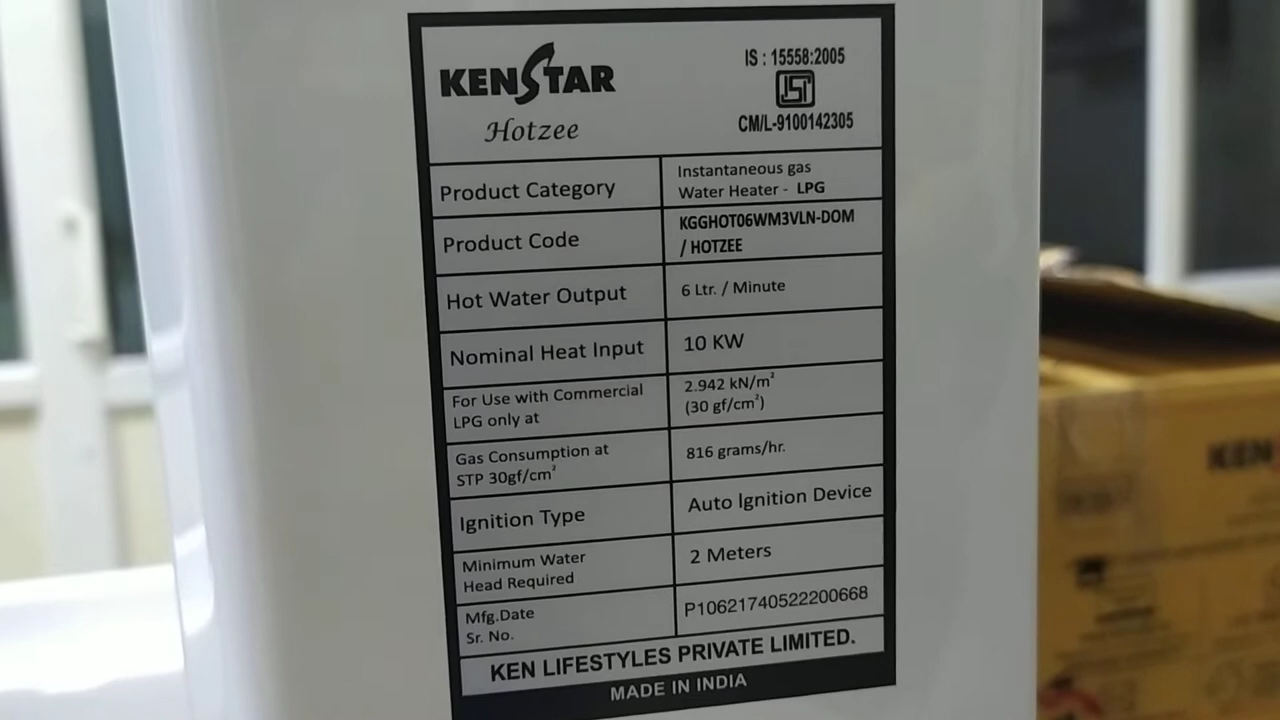 KENSTAR
Hotzee
IS : 15558:2005
ISI
CM/L-9100142305
Product Category
Instantaneous gas
Water Heater - LPG
Product Code
KGGHOT06WM3VLN-DOM
/ HOTZEE
Hot Water Output
6 Ltr. / Minute
Nominal Heat Input
10 KW
For Use with Commercial
LPG only at
2.942 kN/m²
(30 gf/cm²)
Gas Consumption at
STP 30gf/cm²
816 grams/hr.
Ignition Type
Auto Ignition Device
Minimum Water
Head Required
2 Meters
Mfg.Date
Sr. No.
P10621740522200668
KEN LIFESTYLES PRIVATE LIMITED.
MADE IN INDIA
KEN